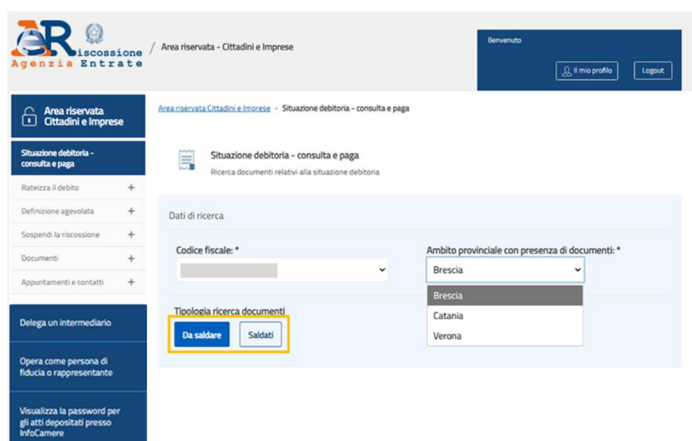 ARiscossione
Agenzia Entrate
/ Area riservata - Cittadini e Imprese
Benvenuto
Il mio profilo
Logout
Area riservata
Cittadini e Imprese
Situazione debitoria -
consulta e paga
Rateizza il debito +
Definizione agevolata +
Sospendi la riscossione +
Documenti +
Appuntamenti e contatti +
Delega un intermediario
Opera come persona di
fiducia o rappresentante
Visualizza la password per
gli atti depositati presso
InfoCamere
Area riservata Cittadini e Imprese - Situazione debitoria - consulta e paga
Situazione debitoria - consulta e paga
Ricerca documenti relativi alla situazione debitoria
Dati di ricerca
Codice fiscale: *
Ambito provinciale con presenza di documenti: *
Brescia
Brescia
Catania
Verona
Tipologia ricerca documenti
Da saldare
Saldati